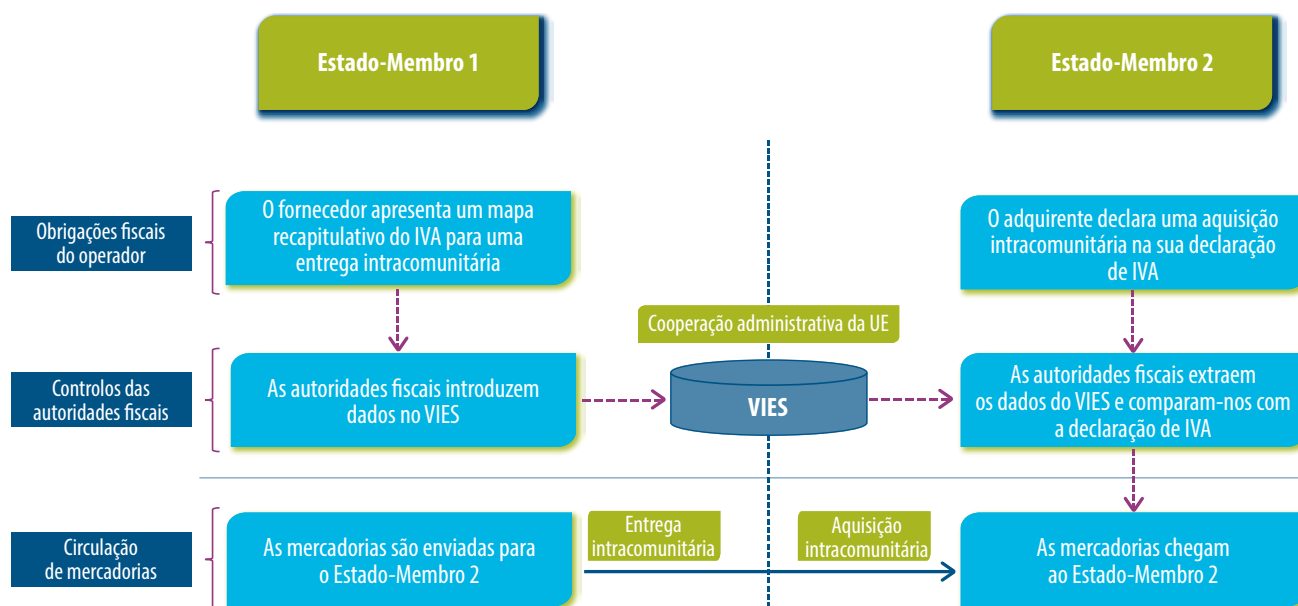 Estado-Membro 1
Estado-Membro 2
Obrigações fiscais
do operador
O fornecedor apresenta um mapa
recapitulativo do IVA para uma
entrega intracomunitária
O adquirente declara uma aquisição
intracomunitária na sua declaração
de IVA
Cooperação administrativa da UE
Controlos das
autoridades fiscais
As autoridades fiscais introduzem
dados no VIES
VIES
As autoridades fiscais extraem
os dados do VIES e comparam-nos com
a declaração de IVA
Circulação
de mercadorias
As mercadorias são enviadas para
o Estado-Membro 2
Entrega
intracomunitária
Aquisição
intracomunitária
As mercadorias chegam
ao Estado-Membro 2